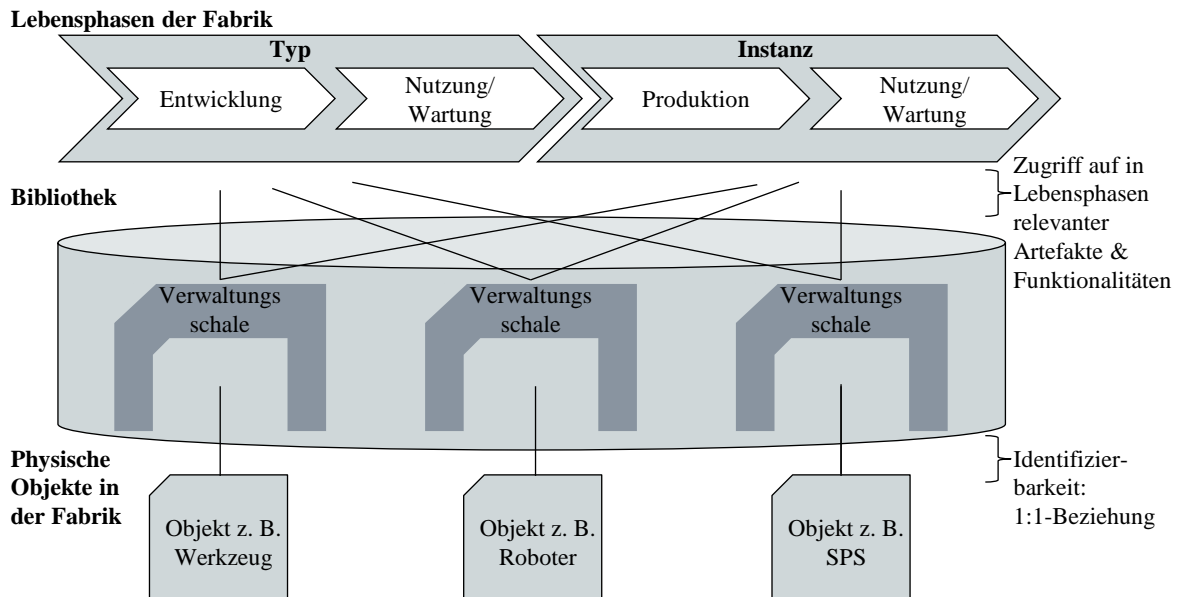 Lebensphasen der Fabrik
Typ
Instanz
Entwicklung
Nutzung/
Wartung
Produktion
Nutzung/
Wartung
Bibliothek
Zugriff auf in
Lebensphasen
relevanter
Artefakte &
Funktionalitäten
Verwaltungs
schale
Verwaltungs
schale
Verwaltungs
schale
Physische
Objekte in
der Fabrik
Identifizier-
barkeit:
1:1-Beziehung
Objekt z. B.
Werkzeug
Objekt z. B.
Roboter
Objekt z. B.
SPS